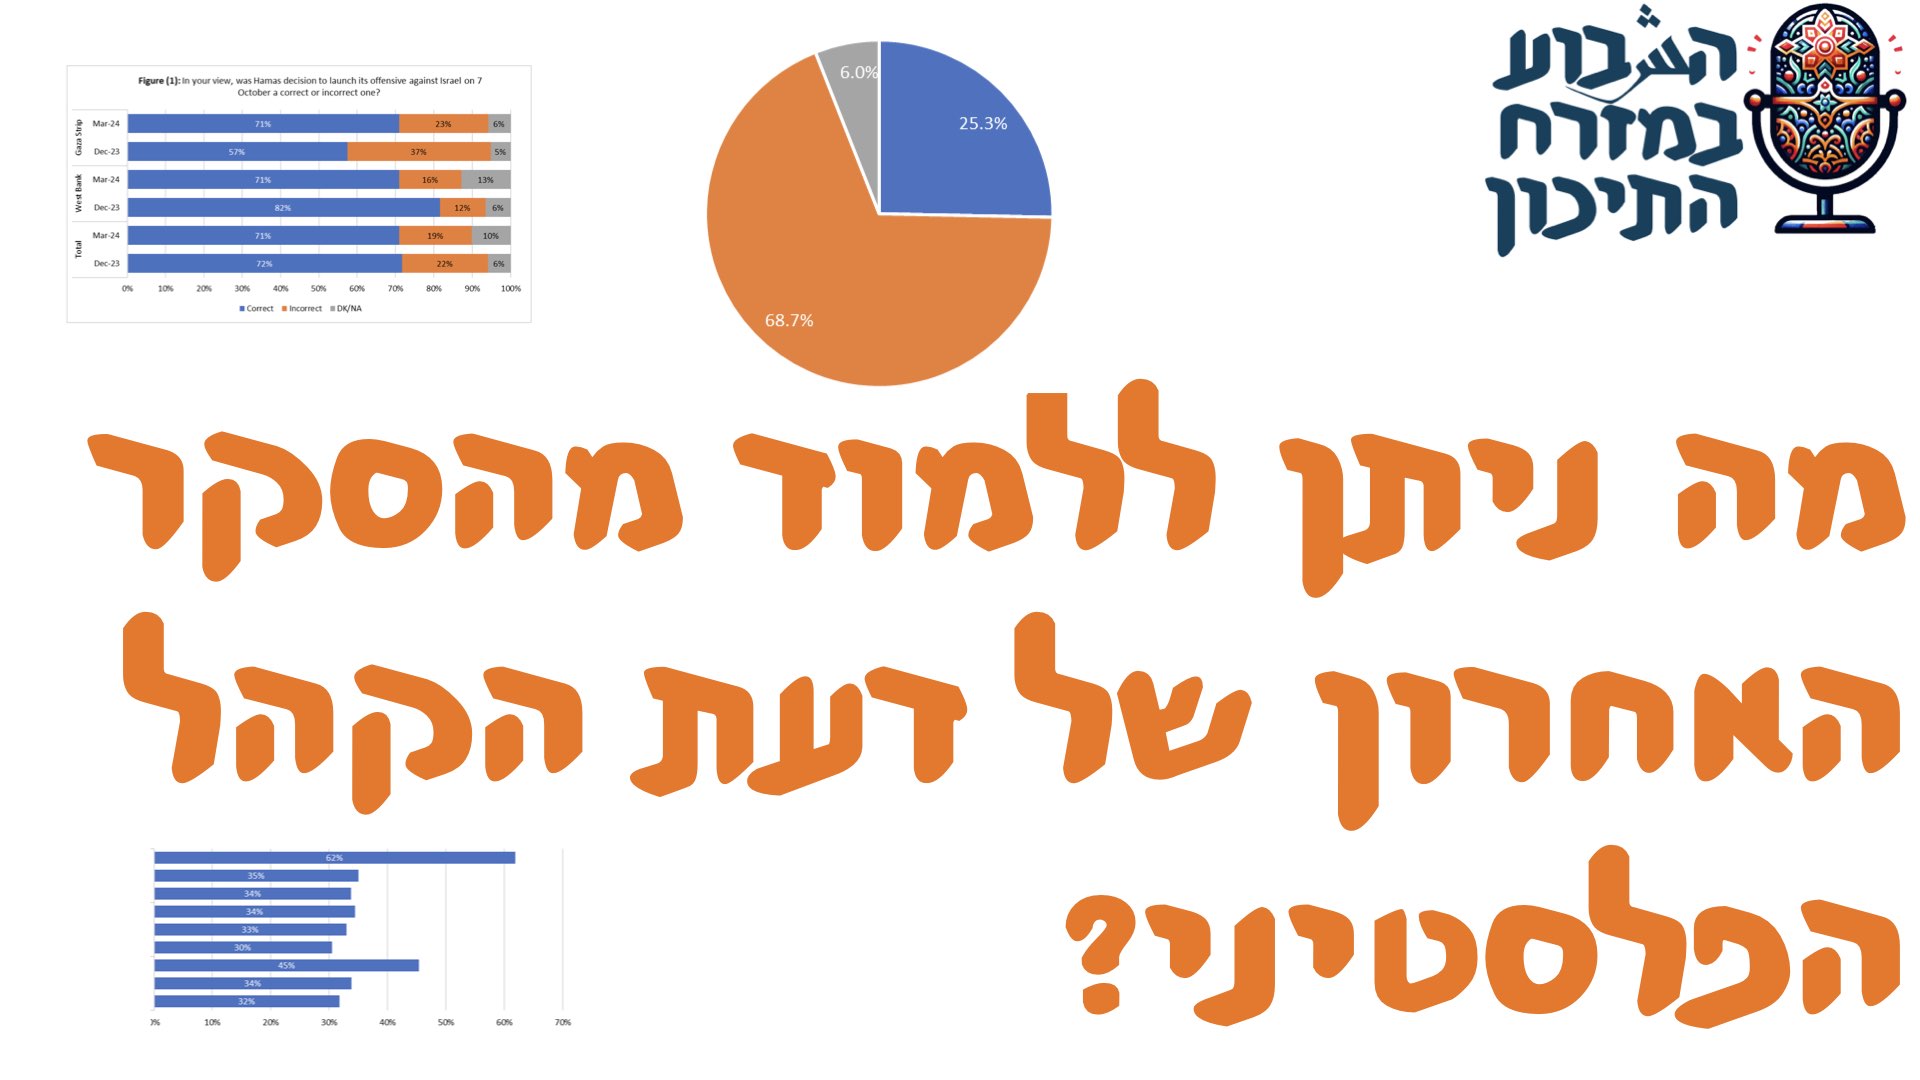 השבוע
במזרח
התיכון
Figure (1): In your view, was Hamas decision to launch its offensive against Israel on 7
October a correct or incorrect one?
Gaza Strip
Mar-24 71% 23% 6%
Dec-23 57% 37% 5%
West Bank
Mar-24 71% 16% 13%
Dec-23 82% 12% 6%
Total
Mar-24 71% 19% 10%
Dec-23 72% 22% 6%
0% 10% 20% 30% 40% 50% 60% 70% 80% 90% 100%
Correct Incorrect DK/NA
6.0%
25.3%
68.7%
מה ניתן ללמוד מהסקר
האחרון של דעת הקהל
הפלסטיני?
62%
35%
34%
34%
33%
30%
45%
34%
32%
1% 10% 20% 30% 40% 50% 60% 70%